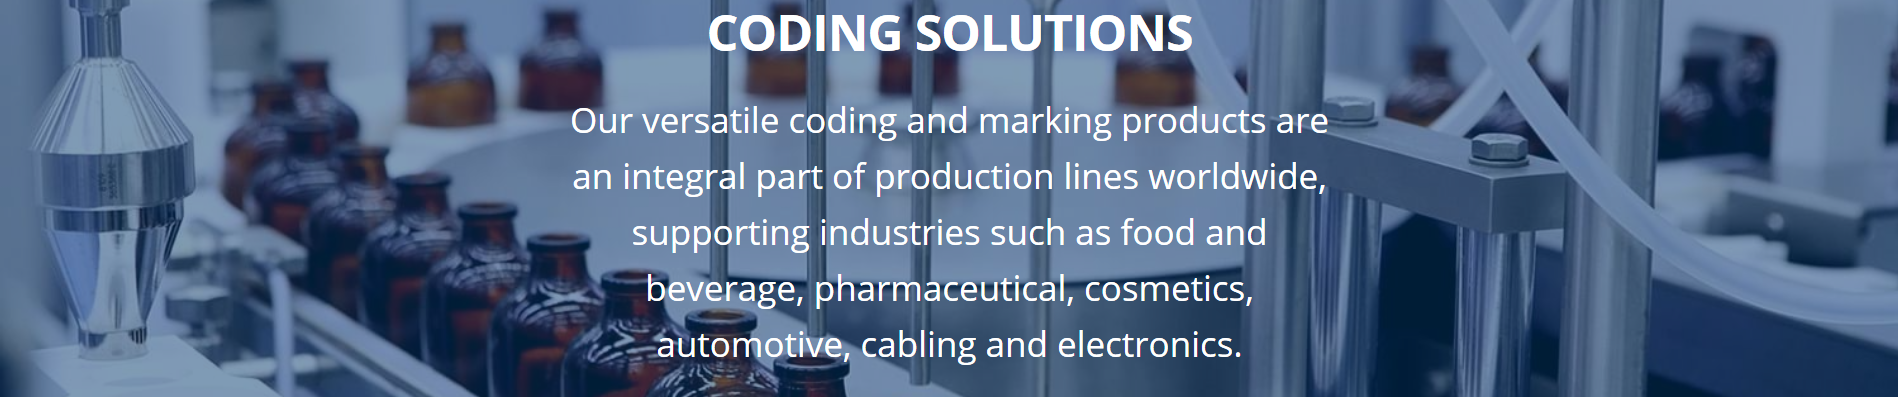 CODING SOLUTIONS
Our versatile coding and marking products are
an integral part of production lines worldwide,
supporting industries such as food and
beverage, pharmaceutical, cosmetics,
automotive, cabling and electronics.